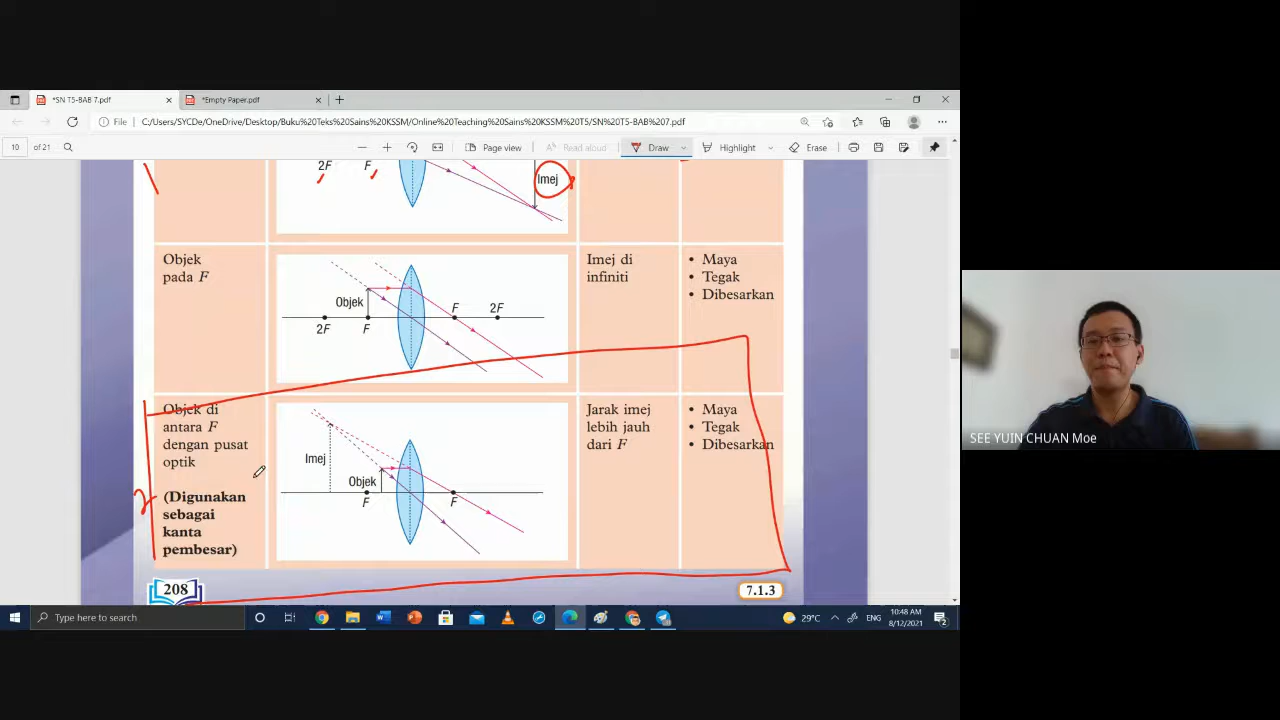 *SN T5-BAB 7.pdf
*Empty Paper.pdf
File
C:/Users/SYCDe/OneDrive/Desktop/Buku%20Teks%20Sains%20KSSM/Online%20Teaching%20Sains%20KSSM%20T5/SN%20T5-BAB%207.pdf
10 of 21
Page view
Read aloud
Draw
Highlight
Erase
2F
F
Imej
Objek
pada F
Objek
2F
F
F
2F
Imej di
infiniti
• Maya
• Tegak
• Dibesarkan
Objek di
antara F
dengan pusat
optik
2
(Digunakan
sebagai
kanta
pembesar)
Imej
Objek
F
F
Jarak imej
lebih jauh
dari F
• Maya
• Tegak
• Dibesarkan
208
7.1.3
SEE YUIN CHUAN Moe
Type here to search
29°C
ENG
10:48 AM
8/12/2021
2